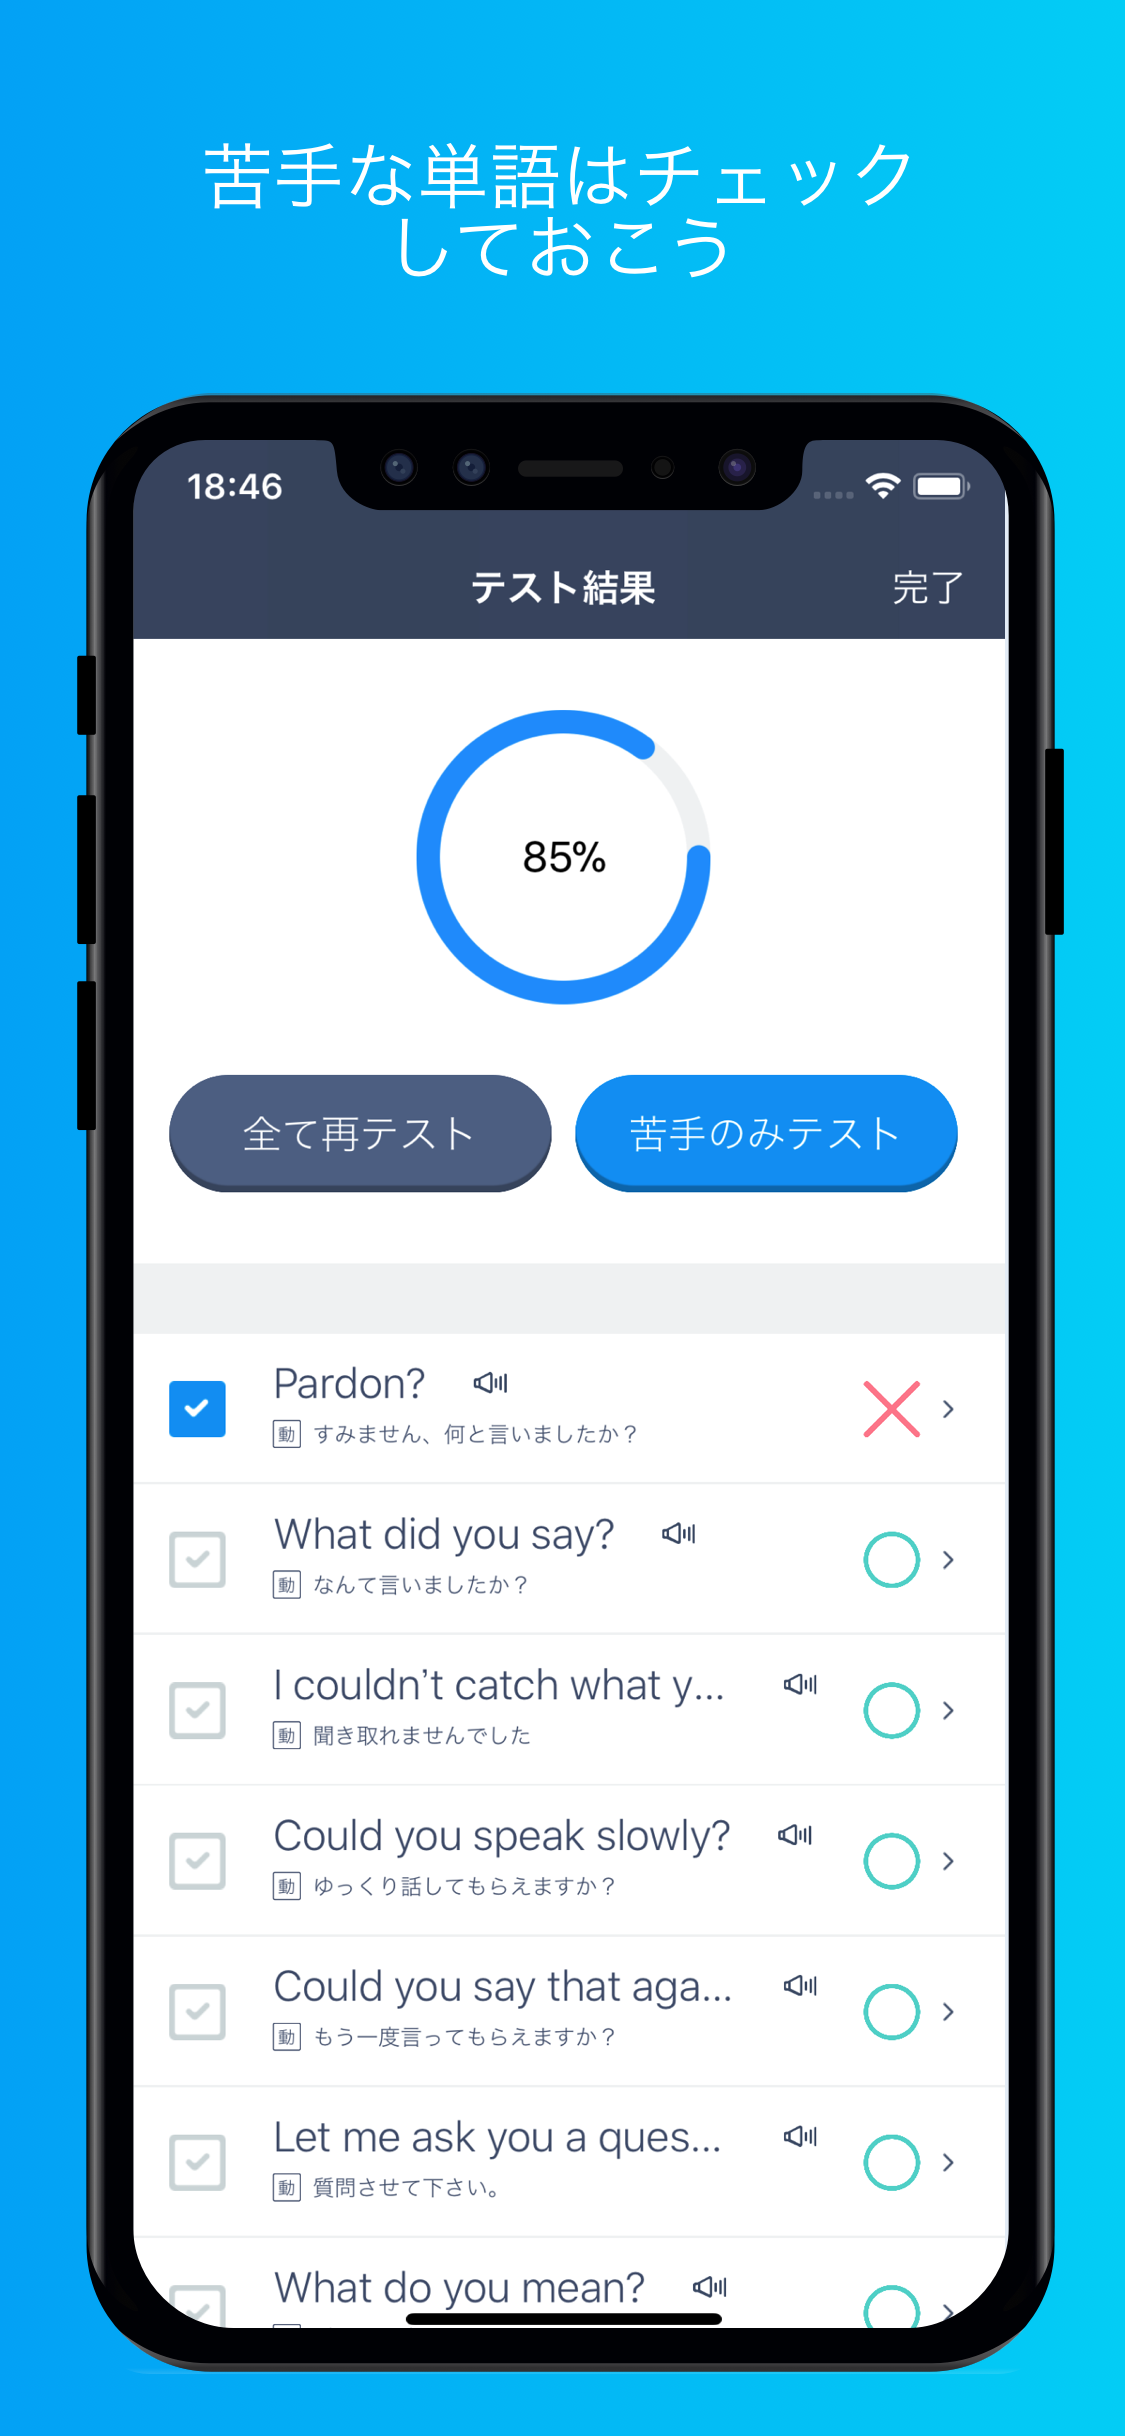 苦手な単語はチェック
しておこう
18:46
テスト結果
完了
85%
全て再テスト
苦手のみテスト
Pardon?
動 すみません、何と言いましたか？
What did you say?
動 なんて言いましたか？
I couldn’t catch what y...
動 聞き取れませんでした
Could you speak slowly?
動 ゆっくり話してもらえますか？
Could you say that aga...
動 もう一度言ってもらえますか？
Let me ask you a ques...
動 質問させて下さい。
What do you mean?